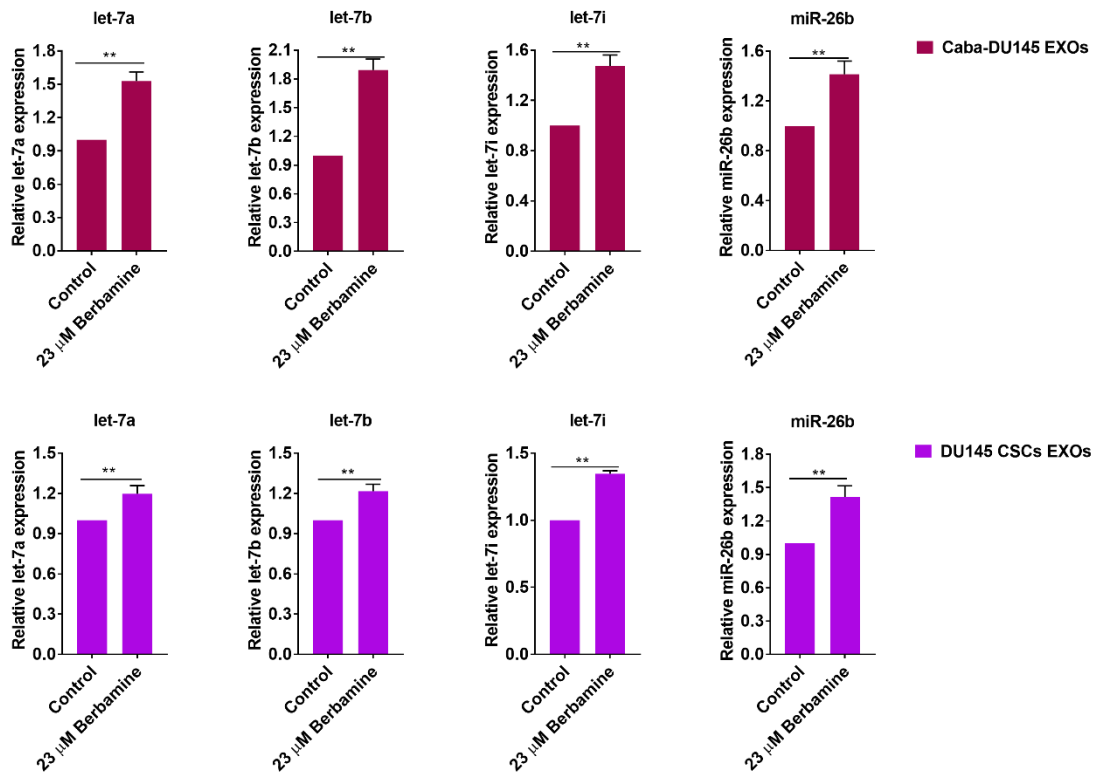 let-7a
Relative let-7a expression
1.8
1.5
1.2
0.9
0.6
0.3
0.0
**
Control
23 μM Berbamine
let-7b
Relative let-7b expression
2.1
1.8
1.5
1.2
0.9
0.6
0.3
0.0
**
Control
23 μM Berbamine
let-7i
Relative let-7i expression
1.6
1.2
0.8
0.4
0.0
**
Control
23 μM Berbamine
miR-26b
Relative miR-26b expression
1.6
1.2
0.8
0.4
0.0
**
Control
23 μM Berbamine
Caba-DU145 EXOs
let-7a
Relative let-7a expression
1.5
1.2
0.9
0.6
0.3
0.0
**
Control
23 μM Berbamine
let-7b
Relative let-7b expression
1.5
1.2
0.9
0.6
0.3
0.0
**
Control
23 μM Berbamine
let-7i
Relative let-7i expression
1.5
1.0
0.5
0.0
**
Control
23 μM Berbamine
miR-26b
Relative miR-26b expression
1.8
1.5
1.2
0.9
0.6
0.3
0.0
**
Control
23 μM Berbamine
DU145 CSCs EXOs